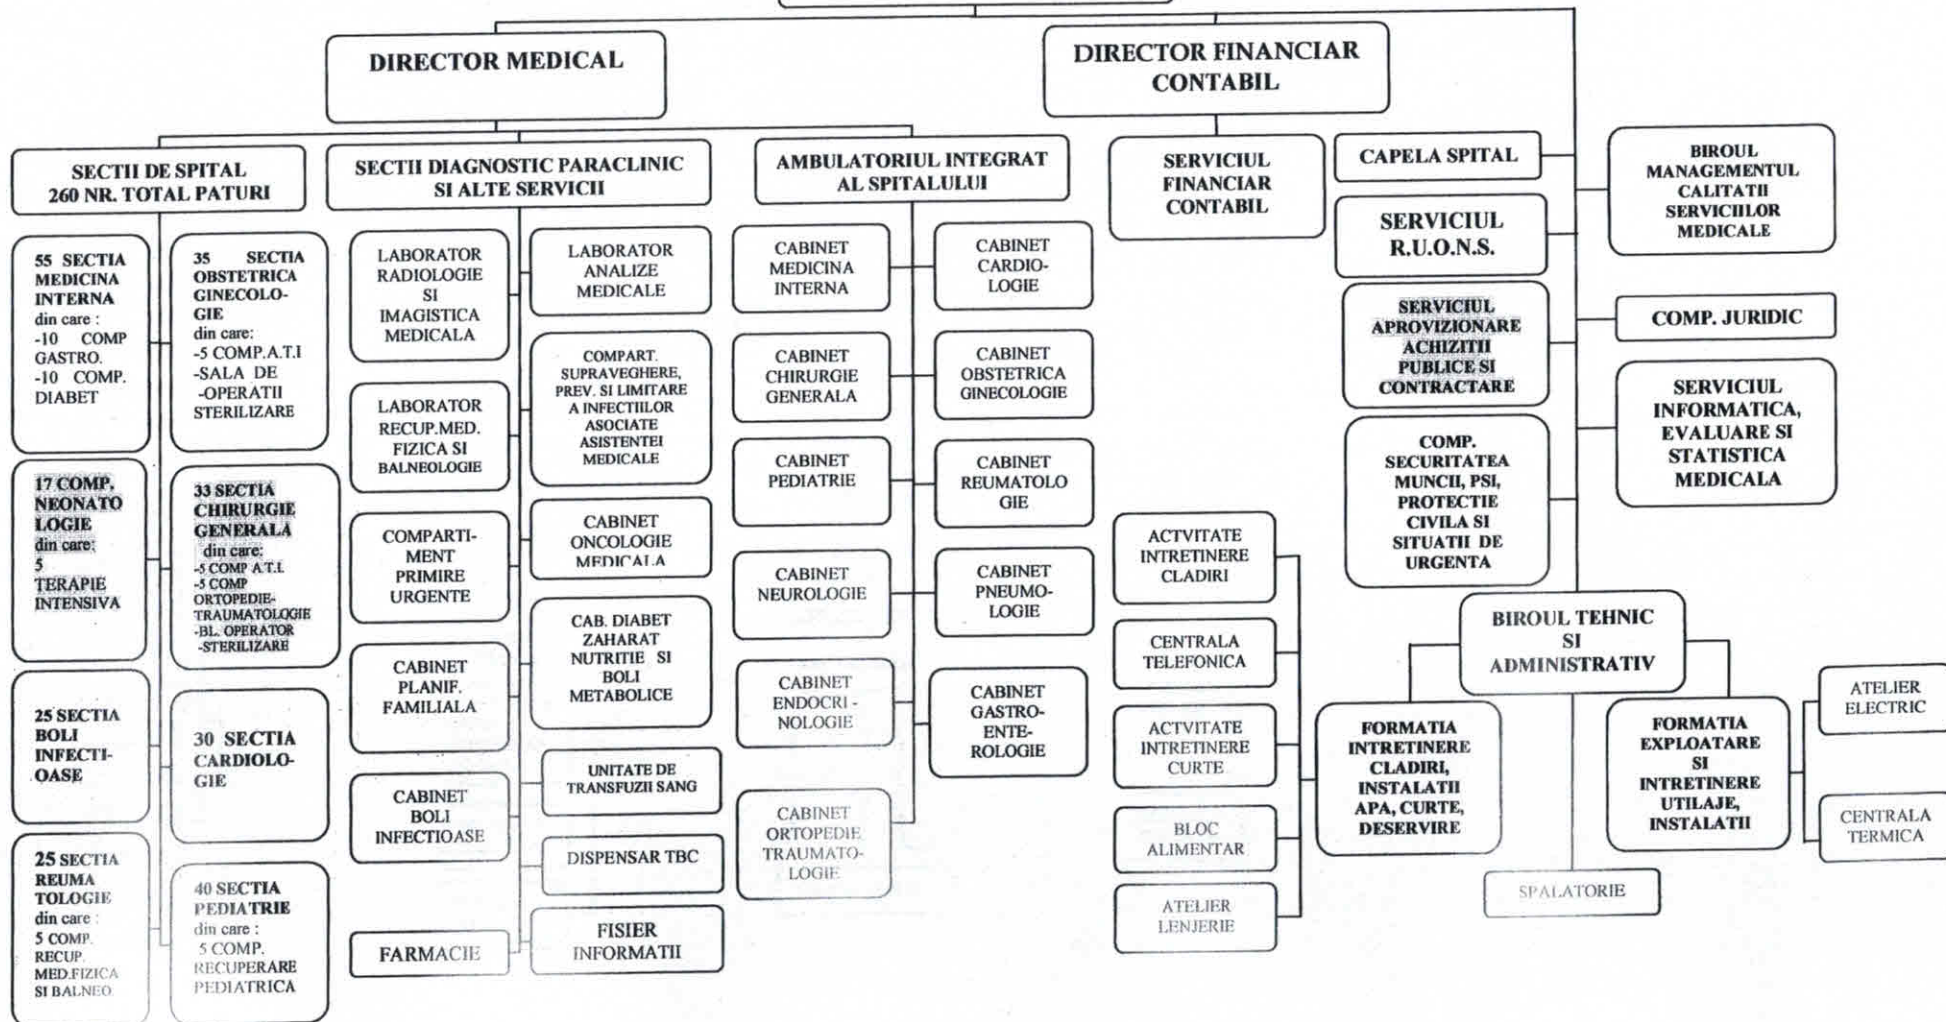 DIRECTOR MEDICAL
DIRECTOR FINANCIAR
CONTABIL
SECTII DE SPITAL
260 NR. TOTAL PATURI
SECTII DIAGNOSTIC PARACLINIC
SI ALTE SERVICII
AMBULATORIUL INTEGRAT
AL SPITALULUI
SERVICIUL
FINANCIAR
CONTABIL
CAPELA SPITAL
BIROUL
MANAGEMENTUL
CALITATII
SERVICIILOR
MEDICALE
SERVICIUL
R.U.O.N.S.
55 SECTIA
MEDICINA
INTERNA
din care :
-10 COMP
GASTRO.
-10 COMP.
DIABET
35 SECTIA
OBSTETRICA
GINECOLO-
GIE
din care:
-5 COMP.A.T.I
-SALA DE
-OPERATII
STERILIZARE
17 COMP.
NEONATO
LOGIE
din care:
5
TERAPIE
INTENSIVA
33 SECTIA
CHIRURGIE
GENERALA
din care:
-5 COMP A.T.I.
-5 COMP
ORTOPEDIE-
TRAUMATOLOGIE
-BL. OPERATOR
-STERILIZARE
25 SECTIA
BOLI
INFECTI-
OASE
30 SECTIA
CARDIOLO-
GIE
25 SECTIA
REUMA
TOLOGIE
din care :
5 COMP.
RECUP.
MED.FIZICA
SI BALNEO
40 SECTIA
PEDIATRIE
din care :
5 COMP.
RECUPERARE
PEDIATRICA
LABORATOR
RADIOLOGIE
SI
IMAGISTICA
MEDICALA
LABORATOR
ANALIZE
MEDICALE
LABORATOR
RECUP.MED.
FIZICA SI
BALNEOLOGIE
COMPART.
SUPRAVEGHERE,
PREV. SI LIMITARE
A INFECTIILOR
ASOCIATE
ASISTENTEI
MEDICALE
COMPARTI-
MENT
PRIMIRE
URGENTE
CABINET
ONCOLOGIE
MEDICALA
CABINET
PLANIF.
FAMILIALA
CAB. DIABET
ZAHARAT
NUTRITIE SI
BOLI
METABOLICE
CABINET
BOLI
INFECTIOASE
UNITATE DE
TRANSFUZII SANG
DISPENSAR TBC
FARMACIE
FISIER
INFORMATII
CABINET
MEDICINA
INTERNA
CABINET
CARDIO-
LOGIE
CABINET
CHIRURGIE
GENERALA
CABINET
OBSTETRICA
GINECOLOGIE
CABINET
PEDIATRIE
CABINET
REUMATOLO
GIE
CABINET
NEUROLOGIE
CABINET
PNEUMO-
LOGIE
CABINET
ENDOCRI -
NOLOGIE
CABINET
GASTRO-
ENTE-
ROLOGIE
CABINET
ORTOPEDIE
TRAUMATO-
LOGIE
SERVICIUL
APROVIZIONARE
ACHIZITII
PUBLICE SI
CONTRACTARE
COMP. JURIDIC
COMP.
SECURITATEA
MUNCII, PSI,
PROTECTIE
CIVILA SI
SITUATII DE
URGENTA
SERVICIUL
INFORMATICA,
EVALUARE SI
STATISTICA
MEDICALA
BIROUL TEHNIC
SI
ADMINISTRATIV
ACTVITATE
INTRETINERE
CLADIRI
CENTRALA
TELEFONICA
ACTVITATE
INTRETINERE
CURTE
BLOC
ALIMENTAR
ATELIER
LENJERIE
FORMATIA
INTRETINERE
CLADIRI,
INSTALATII
APA, CURTE,
DESERVIRE
FORMATIA
EXPLOATARE
SI
INTRETINERE
UTILAJE,
INSTALATII
ATELIER
ELECTRIC
CENTRALA
TERMICA
SPALATORIE